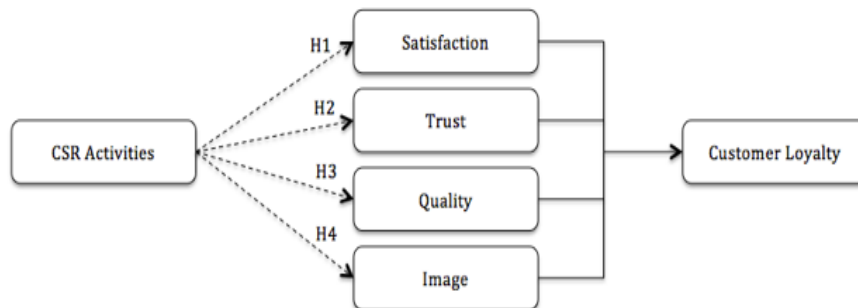 H1
Satisfaction
H2
Trust
CSR Activities
Customer Loyalty
H3
Quality
H4
Image